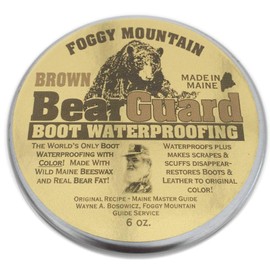 FOGGY MOUNTAIN
BROWN
MADE IN
MAINE
BearGuard
BOOT WATERPROOFING
THE WORLD'S ONLY BOOT
WATERPROOFING WITH
COLOR! MADE WITH
WILD MAINE BEESWAX
AND REAL BEAR FAT!
WATERPROOFS PLUS
MAKES SCRAPES &
SCUFFS DISAPPEAR-
RESTORES BOOTS &
LEATHER TO ORIGINAL
COLOR!
ORIGINAL RECIPE - MAINE MASTER GUIDE
WAYNE A. BOSOWICZ, FOGGY MOUNTAIN
GUIDE SERVICE
6 oz.